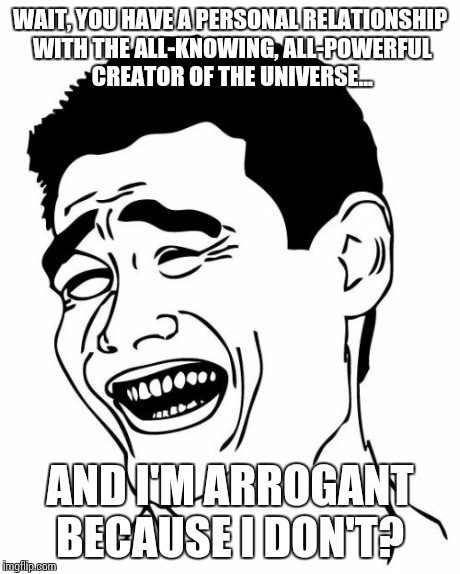 WAIT, YOU HAVE A PERSONAL RELATIONSHIP
WITH THE ALL-KNOWING, ALL-POWERFUL
CREATOR OF THE UNIVERSE...
AND I'M ARROGANT
BECAUSE I DON'T?
imgflip.com